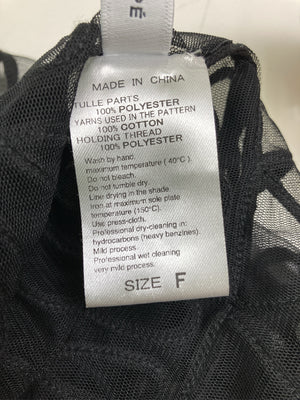 PÉ
MADE IN CHINA
TULLE PARTS
100% POLYESTER
YARNS USED IN THE PATTERN
100% COTTON
HOLDING THREAD
100% POLYESTER
Wash by hand.
maximum temperature (40°C).
Do not bleach.
Do not tumble dry.
Line drying in the shade
Iron at maximum sole plate
temperature (150°C).
Use press-cloth.
Professional dry-cleaning in:
hydrocarbons (heavy benzines).
Mild process.
Professional wet cleaning
very mild process.
SIZE F